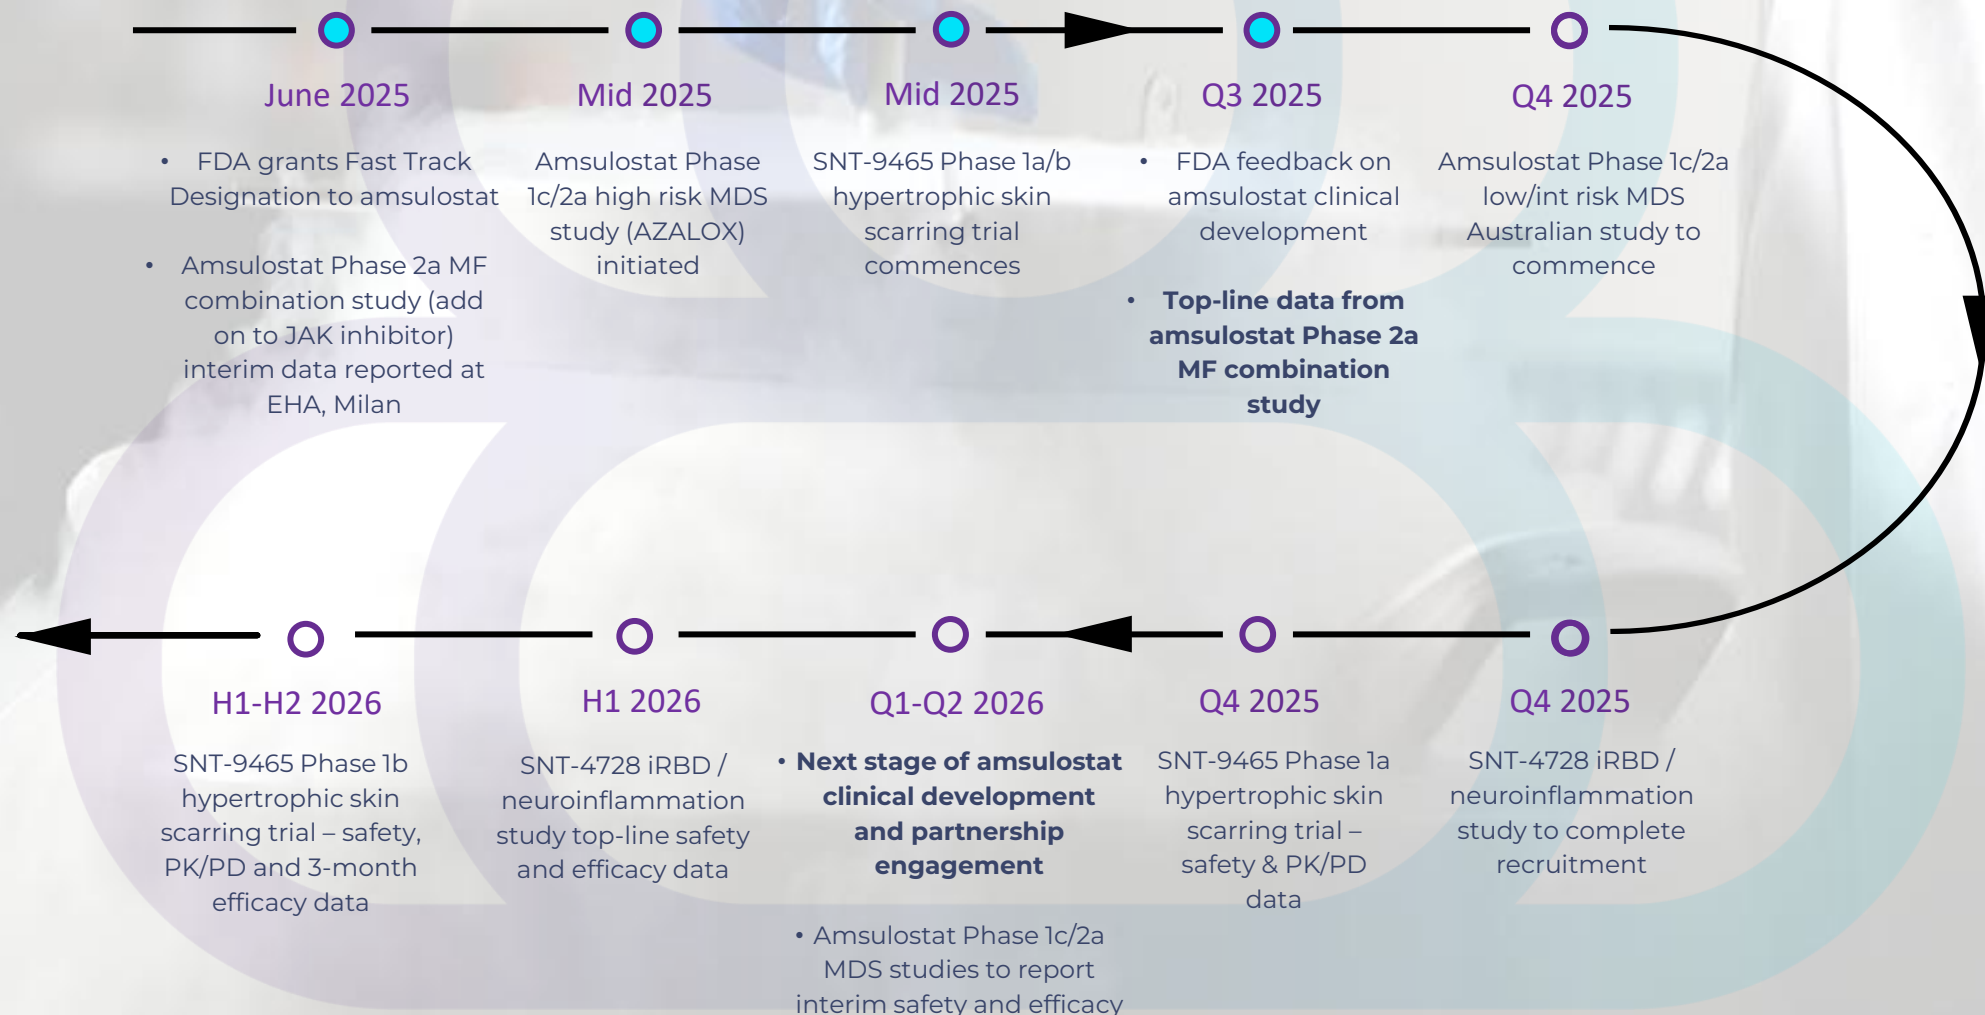 June 2025
• FDA grants Fast Track
Designation to amsulostat
• Amsulostat Phase 2a MF
combination study (add
on to JAK inhibitor)
interim data reported at
EHA, Milan
Mid 2025
Amsulostat Phase
1c/2a high risk MDS
study (AZALOX)
initiated
Mid 2025
SNT-9465 Phase 1a/b
hypertrophic skin
scarring trial
commences
Q3 2025
• FDA feedback on
amsulostat clinical
development
• Top-line data from
amsulostat Phase 2a
MF combination
study
Q4 2025
Amsulostat Phase 1c/2a
low/int risk MDS
Australian study to
commence
Q4 2025
SNT-4728 iRBD /
neuroinflammation
study to complete
recruitment
Q4 2025
SNT-9465 Phase 1a
hypertrophic skin
scarring trial –
safety & PK/PD
data
Q1-Q2 2026
• Next stage of amsulostat
clinical development
and partnership
engagement
• Amsulostat Phase 1c/2a
MDS studies to report
interim safety and efficacy
H1 2026
SNT-4728 iRBD /
neuroinflammation
study top-line safety
and efficacy data
H1-H2 2026
SNT-9465 Phase 1b
hypertrophic skin
scarring trial – safety,
PK/PD and 3-month
efficacy data